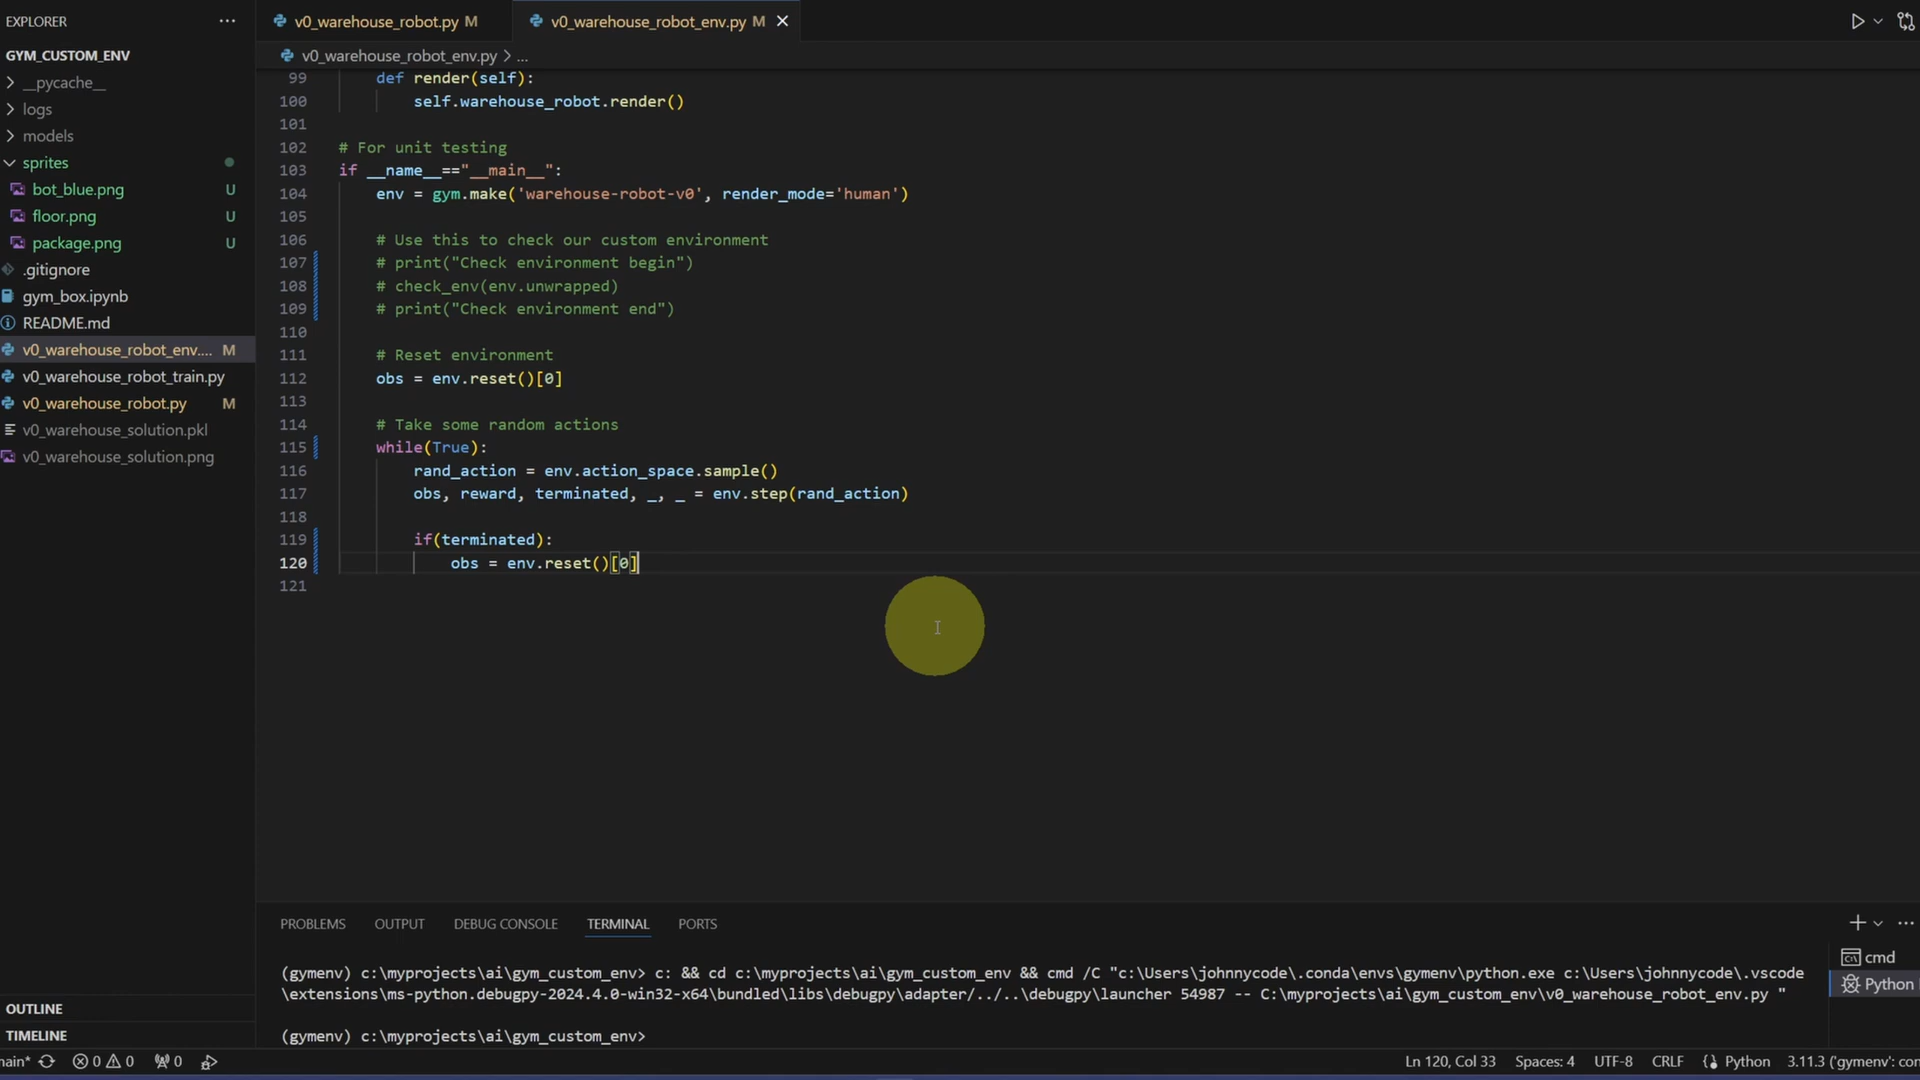 EXPLORER
GYM_CUSTOM_ENV
__pycache__
logs
models
sprites
bot_blue.png U
floor.png U
package.png U
.gitignore
gym_box.ipynb
README.md
v0_warehouse_robot_env.... M
v0_warehouse_robot_train.py
v0_warehouse_robot.py M
v0_warehouse_solution.pkl
v0_warehouse_solution.png
OUTLINE
TIMELINE
v0_warehouse_robot.py M
v0_warehouse_robot_env.py M
v0_warehouse_robot_env.py > ...
99 def render(self):
100 self.warehouse_robot.render()
101
102 # For unit testing
103 if __name__=="__main__":
104 env = gym.make('warehouse-robot-v0', render_mode='human')
105
106 # Use this to check our custom environment
107 # print("Check environment begin")
108 # check_env(env.unwrapped)
109 # print("Check environment end")
110
111 # Reset environment
112 obs = env.reset()[0]
113
114 # Take some random actions
115 while(True):
116 rand_action = env.action_space.sample()
117 obs, reward, terminated, _, _ = env.step(rand_action)
118
119 if(terminated):
120 obs = env.reset()[0]
121
PROBLEMS OUTPUT DEBUG CONSOLE TERMINAL PORTS
(gymenv) c:\myprojects\ai\gym_custom_env> c: && cd c:\myprojects\ai\gym_custom_env && cmd /C "c:\Users\johnnycode\.conda\envs\gymenv\python.exe c:\Users\johnnycode\.vscode
\extensions\ms-python.debugpy-2024.4.0-win32-x64\bundled\libs\debugpy\adapter/../..\debugpy\launcher 54987 -- C:\myprojects\ai\gym_custom_env\v0_warehouse_robot_env.py "
(gymenv) c:\myprojects\ai\gym_custom_env>
cmd
Python
main* 0 0 0 Ln 120, Col 33 Spaces: 4 UTF-8 CRLF Python 3.11.3 ('gymenv': con